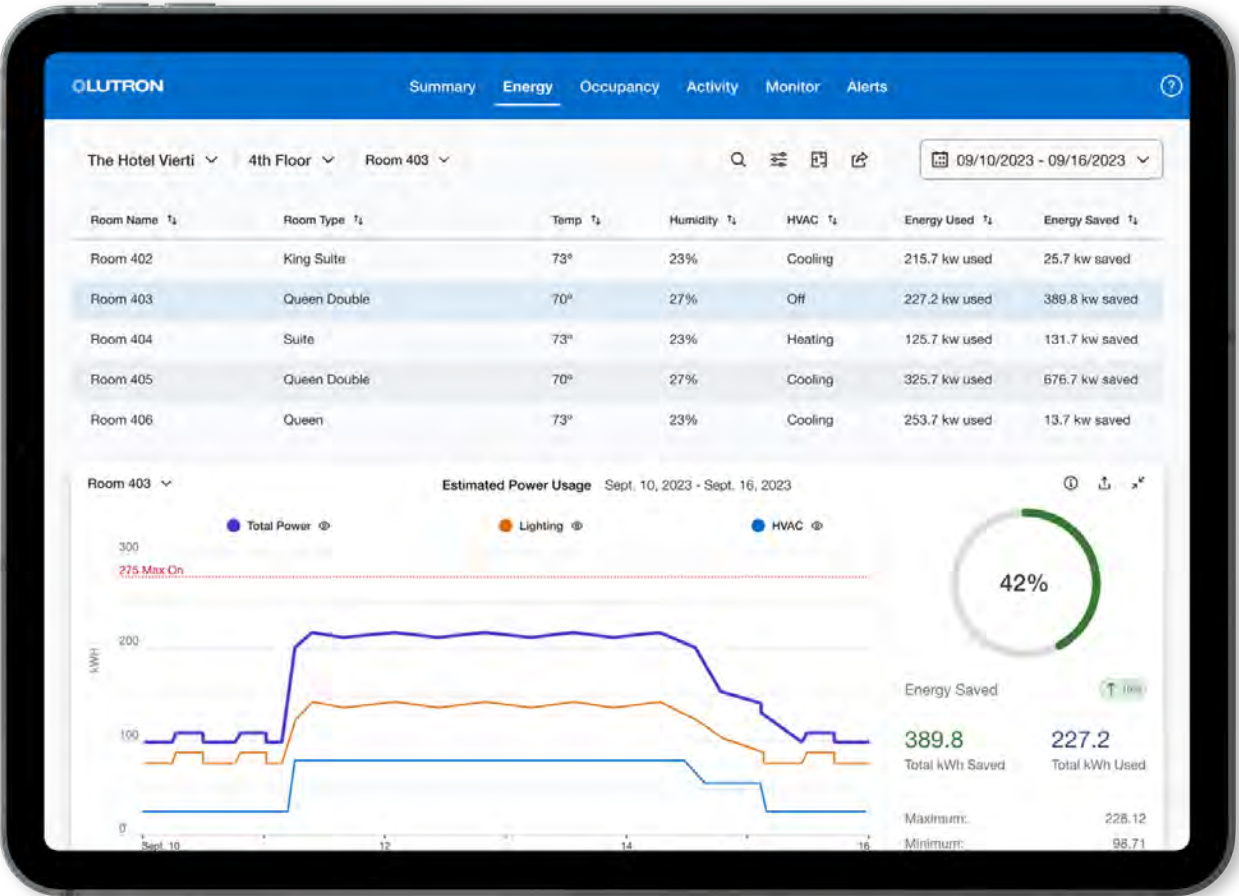 LUTRON Summary Energy Occupancy Activity Monitor Alerts ?
The Hotel Vierti 4th Floor Room 403 09/10/2023 - 09/16/2023
Room Name Room Type Temp Humidity HVAC Energy Used Energy Saved
Room 402 King Suite 73° 23% Cooling 215.7 kw used 25.7 kw saved
Room 403 Queen Double 70° 27% Off 227.2 kw used 389.8 kw saved
Room 404 Suite 73° 23% Heating 125.7 kw used 131.7 kw saved
Room 405 Queen Double 70° 27% Cooling 325.7 kw used 676.7 kw saved
Room 406 Queen 73° 23% Cooling 253.7 kw used 13.7 kw saved
Room 403 Estimated Power Usage Sept. 10, 2023 - Sept. 16, 2023
Total Power Lighting HVAC
300
275 Max On
42%
200
kWH
Energy Saved
100
389.8 227.2
Total kWh Saved Total kWh Used
Maximum: 228.12
0
Minimum: 98.71
Sept. 10 12 14 16